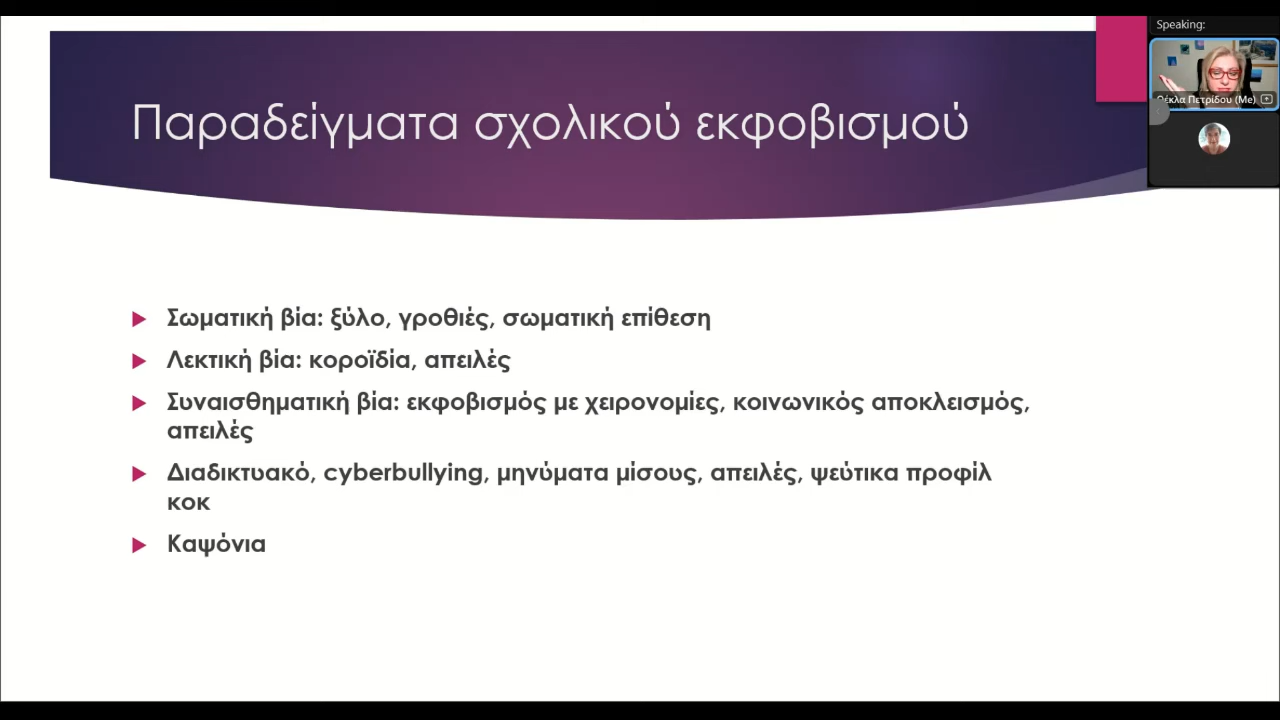 Speaking:
Παραδείγματα σχολικού εκφοβισμού
Πετρίδου (Me)
Σωματική βία: ξύλο, γροθιές, σωματική επίθεση
Λεκτική βία: κοροϊδία, απειλές
Συναισθηματική βία: εκφοβισμός με χειρονομίες, κοινωνικός αποκλεισμός,
απειλές
Διαδικτυακό, cyberbullying, μηνύματα μίσους, απειλές, ψεύτικα προφίλ
κοκ
Καψόνια